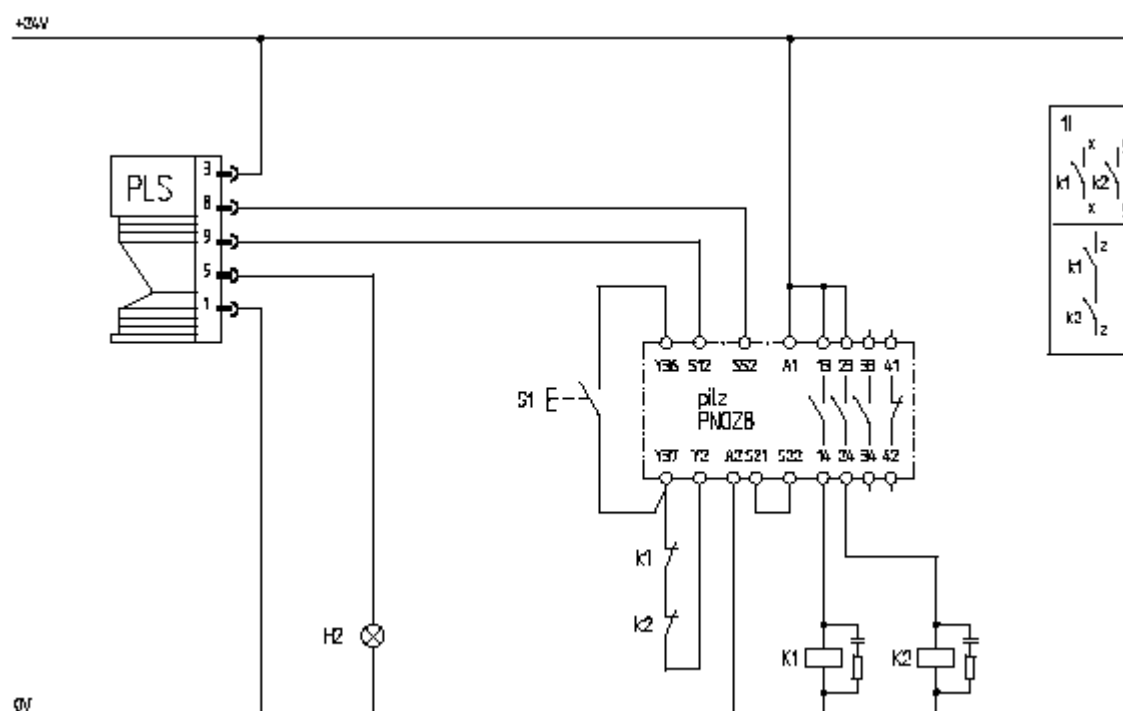 +24V
1)
x
k1
k2
x
PLS
3
8
9
5
1
z
k1
k2
z
Y36 S12 S52 A1 13 23 33 41
S1
pilz
PNOZ8
Y37 Y2 A2 S21 S22 14 24 34 42
K1
k2
H2
K1
K2
0V